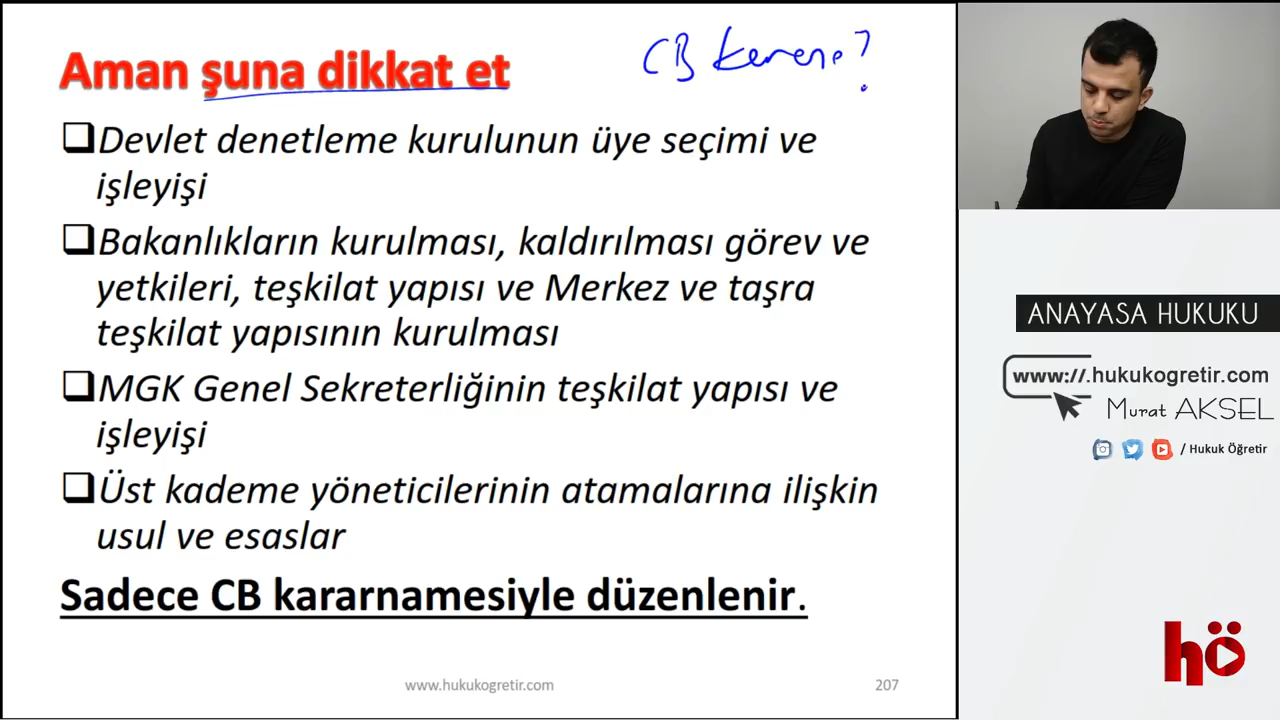 Aman şuna dikkat et
CB
?
Devlet denetleme kurulunun üye seçimi ve
işleyişi
Bakanlıkların kurulması, kaldırılması görev ve
yetkileri, teşkilat yapısı ve Merkez ve taşra
teşkilat yapısının kurulması
MGK Genel Sekreterliğinin teşkilat yapısı ve
işleyişi
Üst kademe yöneticilerinin atamalarına ilişkin
usul ve esaslar
Sadece CB kararnamesiyle düzenlenir.
www.hukukogretir.com
207
ANAYASA HUKUKU
www://.hukukogretir.com
Murat AKSEL
/ Hukuk Öğretir
hö